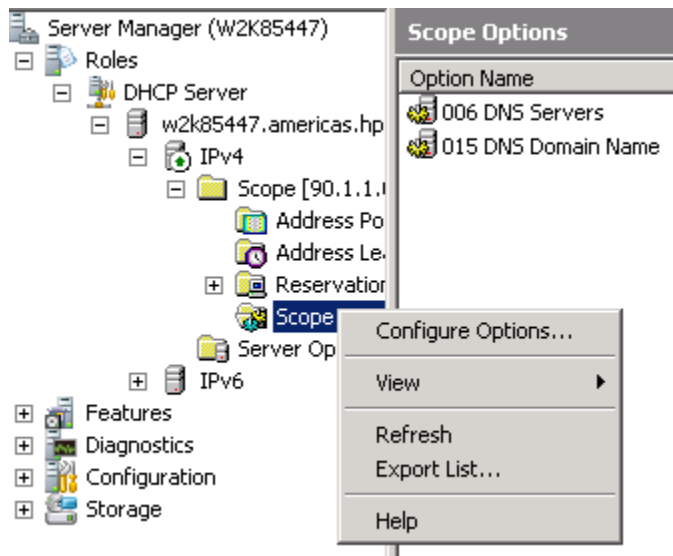 Server Manager (W2K85447)
Roles
DHCP Server
w2k85447.americas.hp
IPv4
Scope [90.1.1.
Address Po
Address Le
Reservation
Scope
Server Op
IPv6
Features
Diagnostics
Configuration
Storage
Scope Options
Option Name
006 DNS Servers
015 DNS Domain Name
Configure Options...
View
Refresh
Export List...
Help